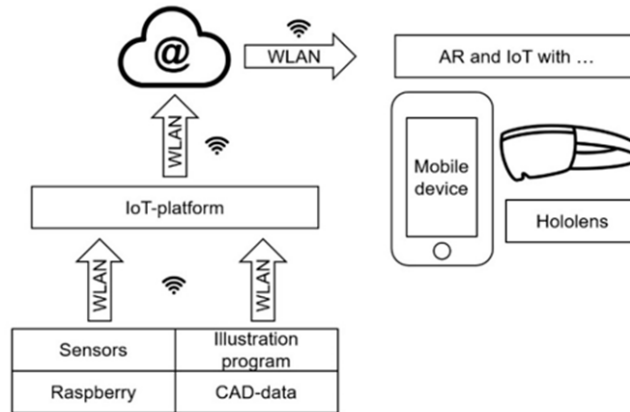 @
WLAN
AR and IoT with ...
WLAN
Mobile
device
IoT-platform
Hololens
WLAN
WLAN
Sensors
Illustration
program
Raspberry
CAD-data